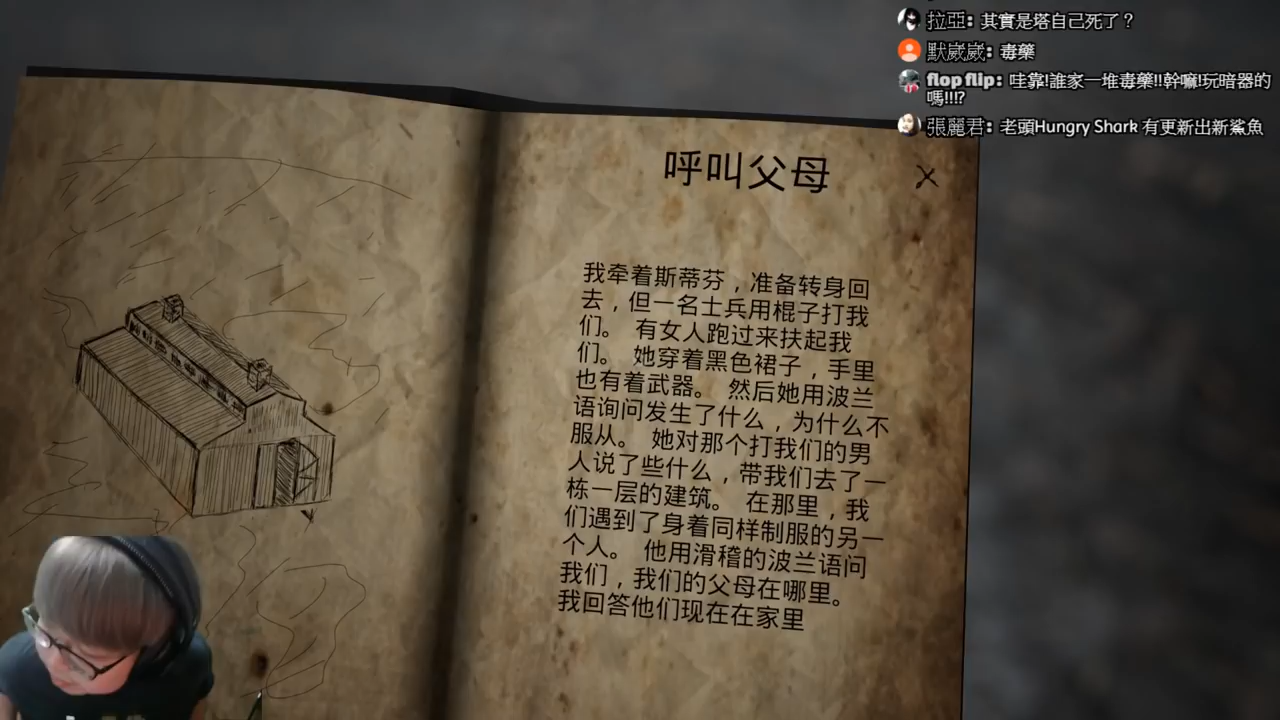 拉亞: 其實是塔自己死了？
默崴崴: 毒藥
flop flip: 哇靠!誰家一堆毒藥!!幹嘛!玩暗器的
嗎!!!?
張麗君: 老頭Hungry Shark 有更新出新鯊魚
呼叫父母
我牵着斯蒂芬，准备转身回
去，但一名士兵用棍子打我
们。 有女人跑过来扶起我
们。 她穿着黑色裙子，手里
也有着武器。 然后她用波兰
语询问发生了什么，为什么不
服从。 她对那个打我们的男
人说了些什么，带我们去了一
栋一层的建筑。 在那里，我
们遇到了身着同样制服的另一
个人。 他用滑稽的波兰语问
我们，我们的父母在哪里。
我回答他们现在在家里